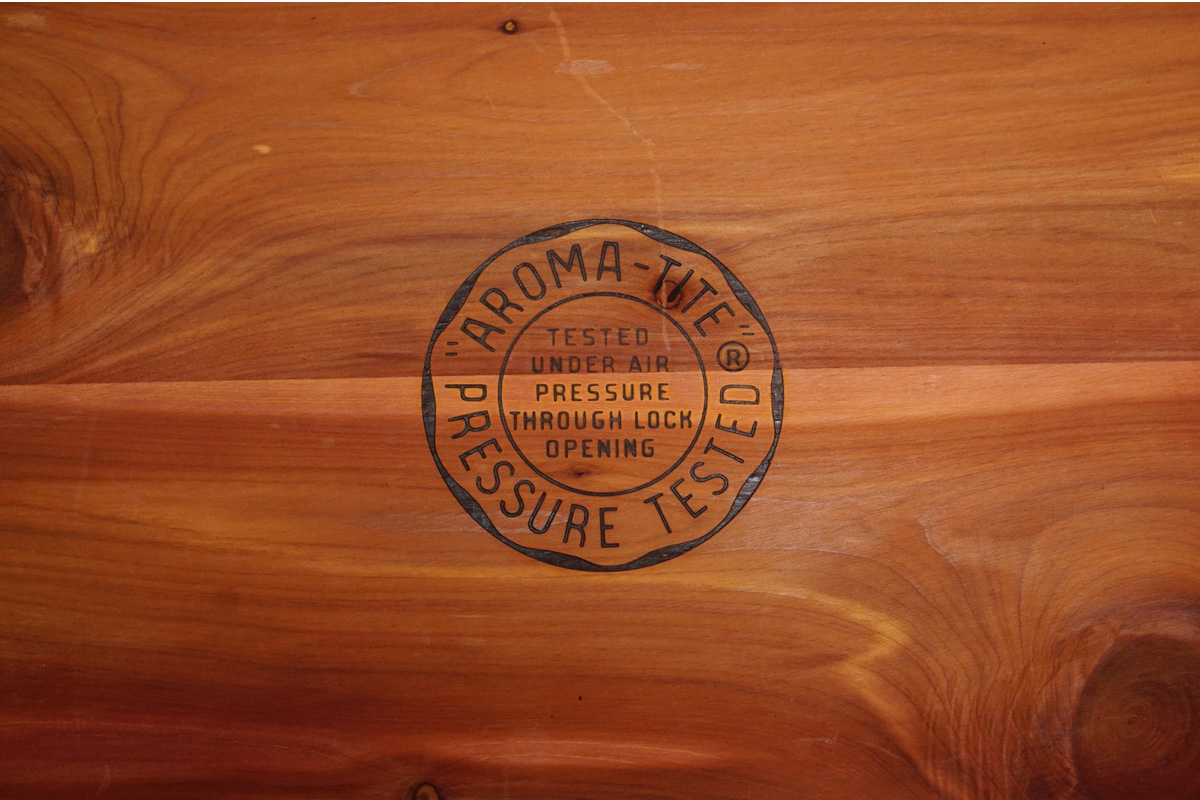 "AROMA-TITE"®
TESTED
UNDER AIR
PRESSURE
THROUGH LOCK
OPENING
PRESSURE TESTED